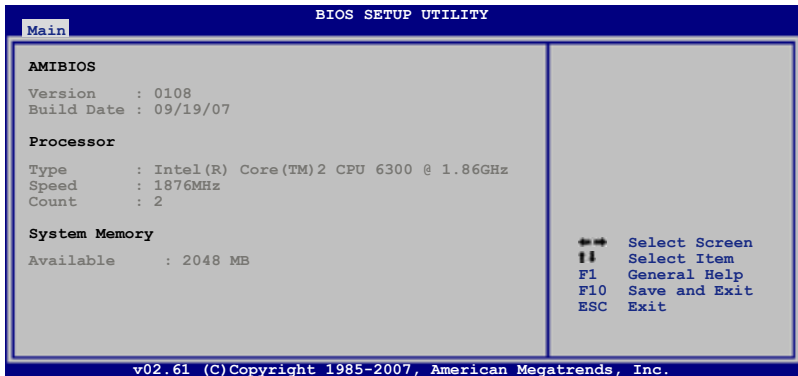 BIOS SETUP UTILITY
Main
AMIBIOS
Version : 0108
Build Date : 09/19/07
Processor
Type : Intel(R) Core(TM)2 CPU 6300 @ 1.86GHz
Speed : 1876MHz
Count : 2
System Memory
Available : 2048 MB
←→ Select Screen
↑↓ Select Item
F1 General Help
F10 Save and Exit
ESC Exit
v02.61 (C)Copyright 1985-2007, American Megatrends, Inc.